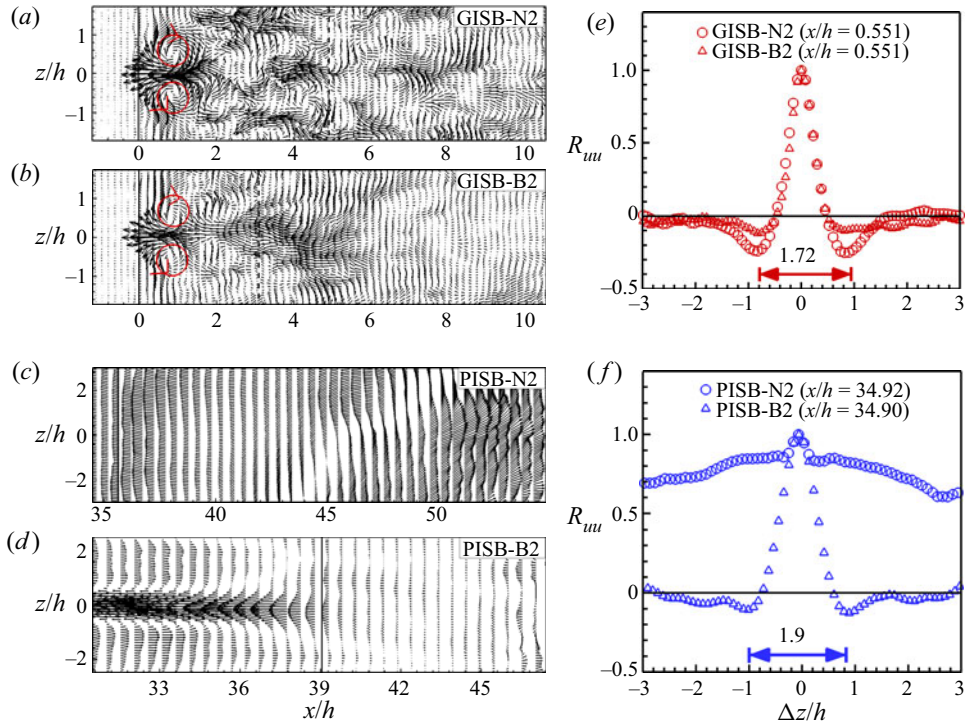 (a)
GISB-N2
1
z/h 0
–1
0 2 4 6 8 10
(b)
GISB-B2
1
z/h 0
–1
0 2 4 6 8 10
(c)
PISB-N2
2
z/h 0
–2
35 40 45 50
(d)
PISB-B2
2
z/h 0
–2
33 36 39 42 45
x/h
(e)
GISB-N2 (x/h = 0.551)
GISB-B2 (x/h = 0.551)
1.0
0.5
Ruu
0
–0.5
1.72
–3 –2 –1 0 1 2 3
(f)
PISB-N2 (x/h = 34.92)
PISB-B2 (x/h = 34.90)
1.0
0.5
Ruu
0
–0.5
1.9
–3 –2 –1 0 1 2 3
Δz/h